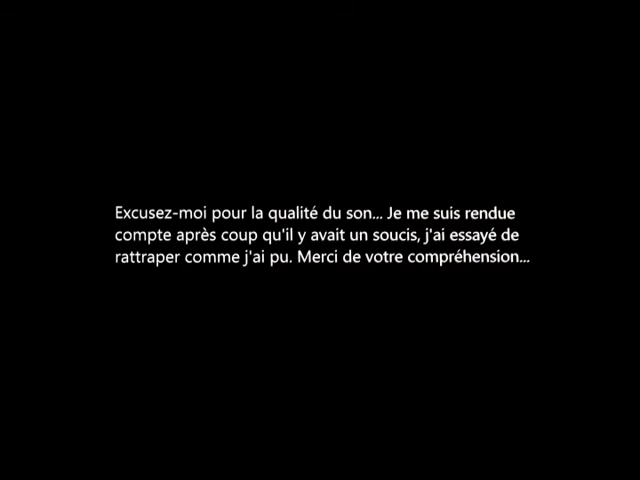 Excusez-moi pour la qualité du son... Je me suis rendue
compte après coup qu'il y avait un soucis, j'ai essayé de
rattraper comme j'ai pu. Merci de votre compréhension...